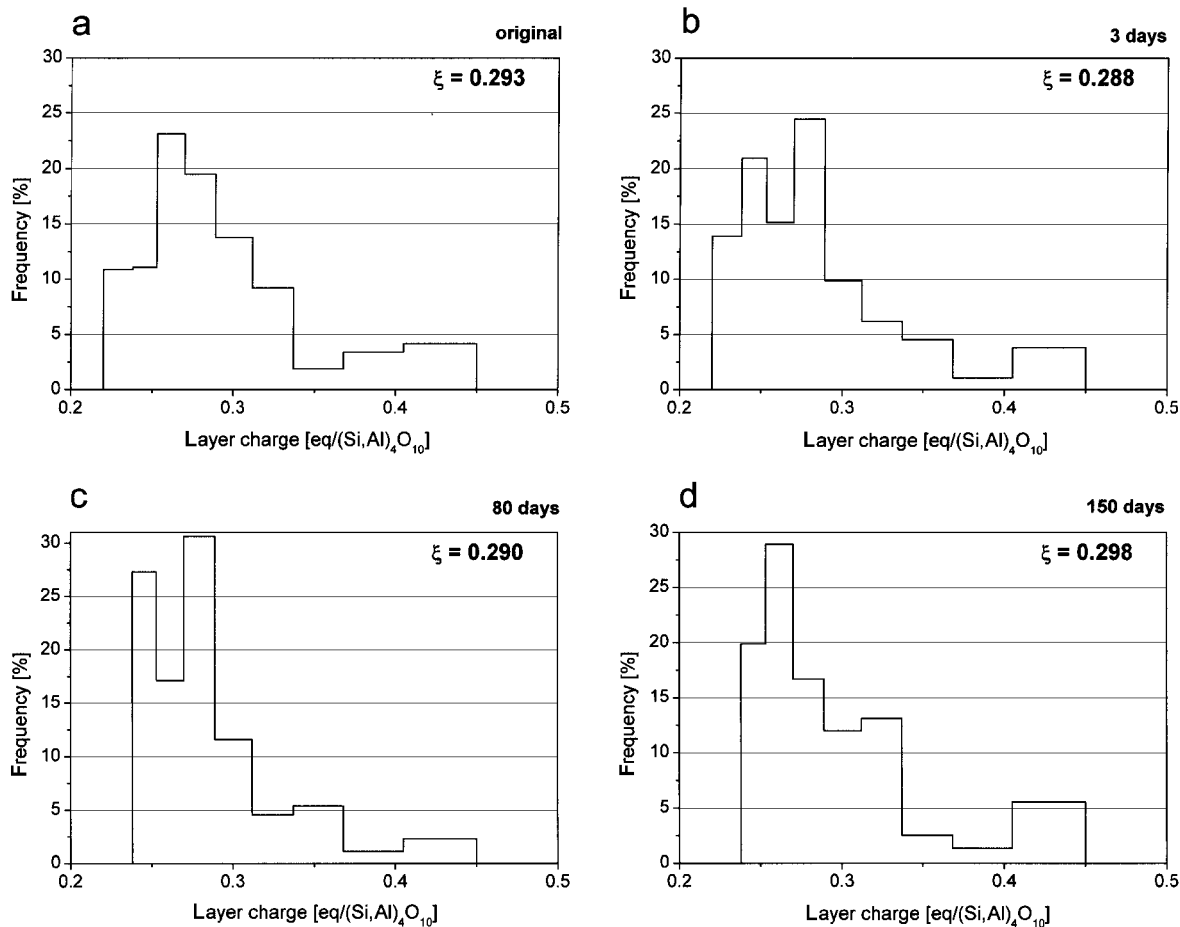 a
original
ξ = 0.293
30
25
20
15
10
5
0
Frequency [%]
0.2
0.3
0.4
0.5
Layer charge [eq/(Si,Al)₄O₁₀]
b
3 days
ξ = 0.288
30
25
20
15
10
5
0
Frequency [%]
0.2
0.3
0.4
0.5
Layer charge [eq/(Si,Al)₄O₁₀]
c
80 days
ξ = 0.290
30
25
20
15
10
5
0
Frequency [%]
0.2
0.3
0.4
0.5
Layer charge [eq/(Si,Al)₄O₁₀]
d
150 days
ξ = 0.298
30
25
20
15
10
5
0
Frequency [%]
0.2
0.3
0.4
0.5
Layer charge [eq/(Si,Al)₄O₁₀]